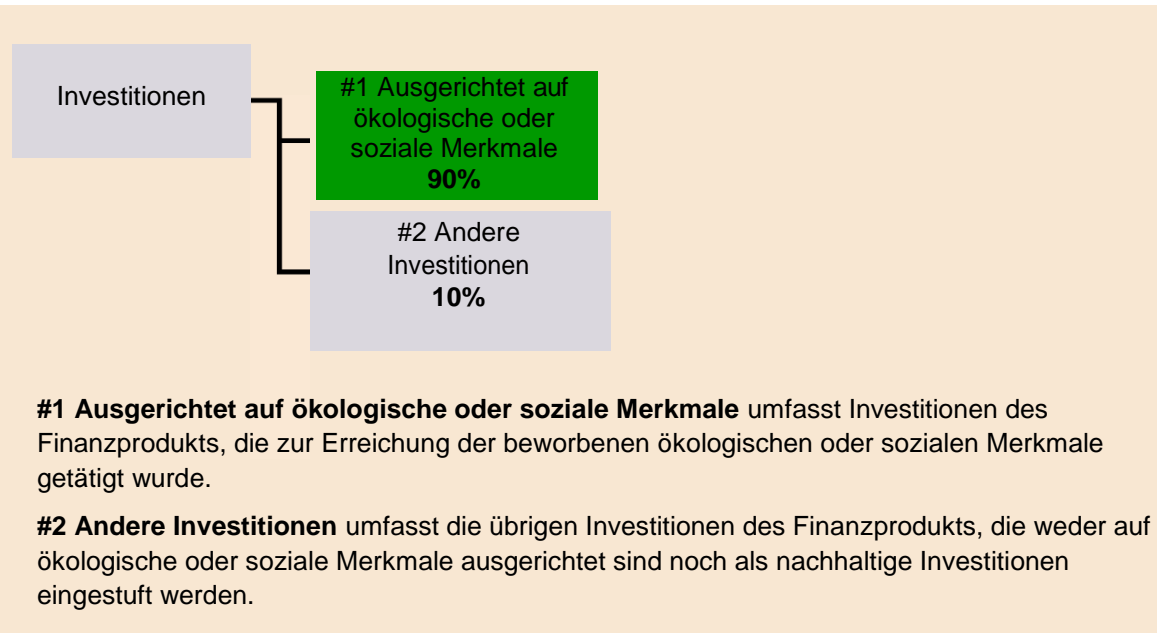 Investitionen
#1 Ausgerichtet auf
ökologische oder
soziale Merkmale
90%
#2 Andere
Investitionen
10%
#1 Ausgerichtet auf ökologische oder soziale Merkmale umfasst Investitionen des
Finanzprodukts, die zur Erreichung der beworbenen ökologischen oder sozialen Merkmale
getätigt wurde.
#2 Andere Investitionen umfasst die übrigen Investitionen des Finanzprodukts, die weder auf
ökologische oder soziale Merkmale ausgerichtet sind noch als nachhaltige Investitionen
eingestuft werden.